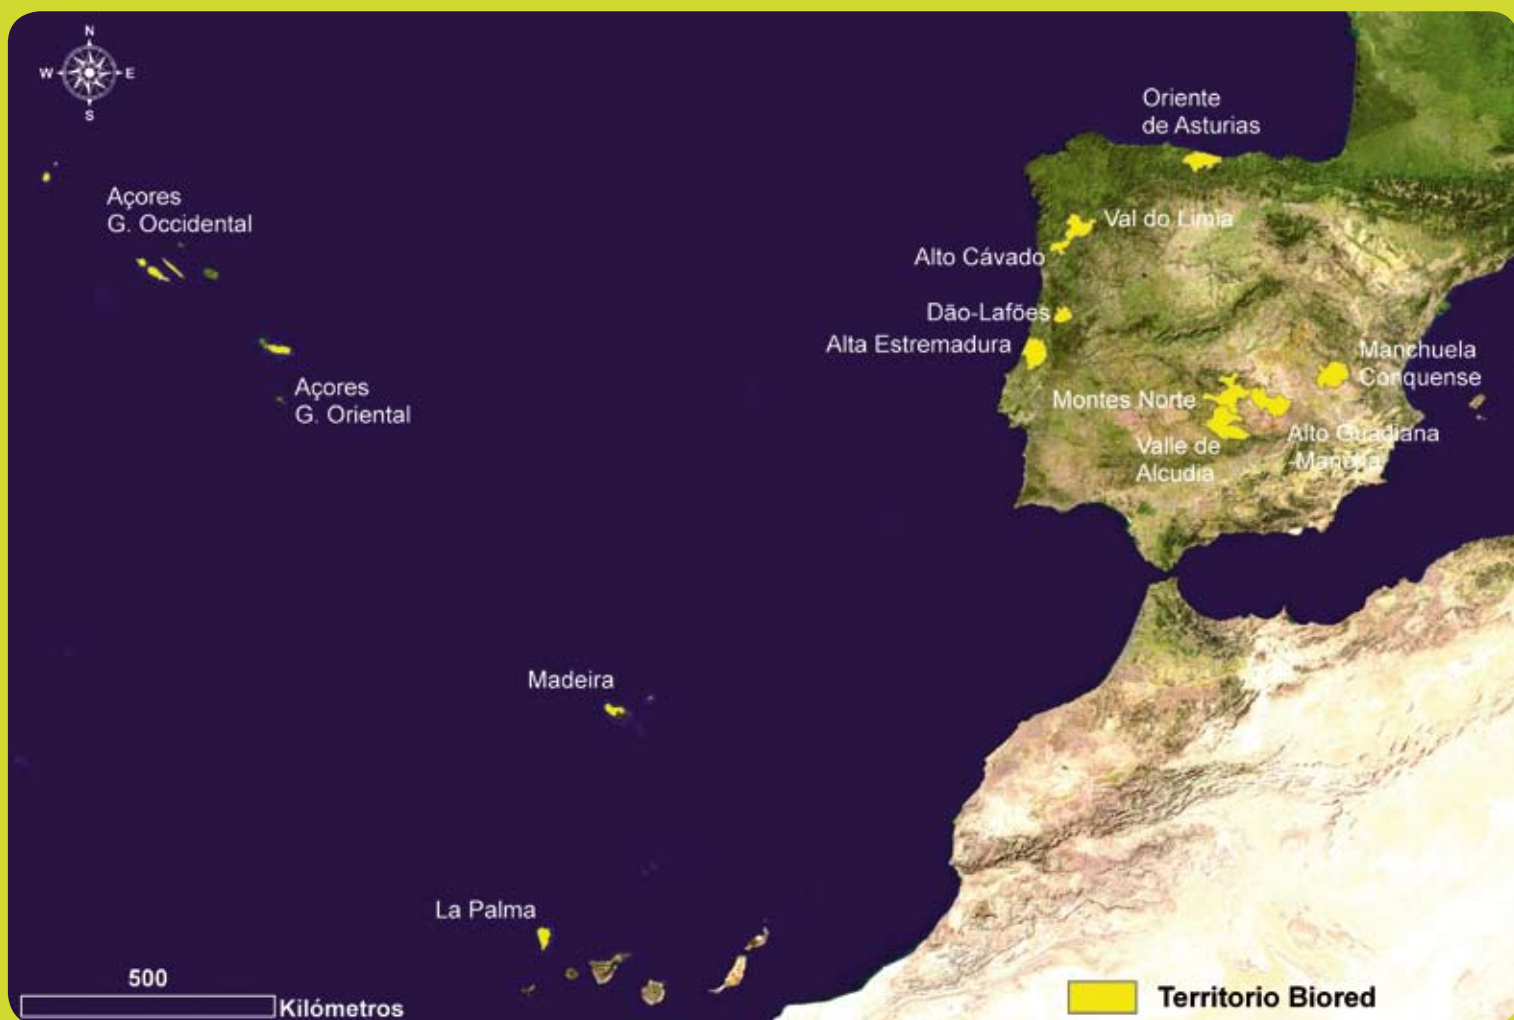 N
W E
S
Oriente
de Asturias
Açores
G. Occidental
Val do Limia
Alto Cávado
Dão-Lafões
Alta Estremadura
Manchuela
Conquense
Açores
G. Oriental
Montes Norte
Alto Guadiana
-Mancha
Valle de
Alcudia
Madeira
La Palma
500
Kilómetros
Territorio Biored